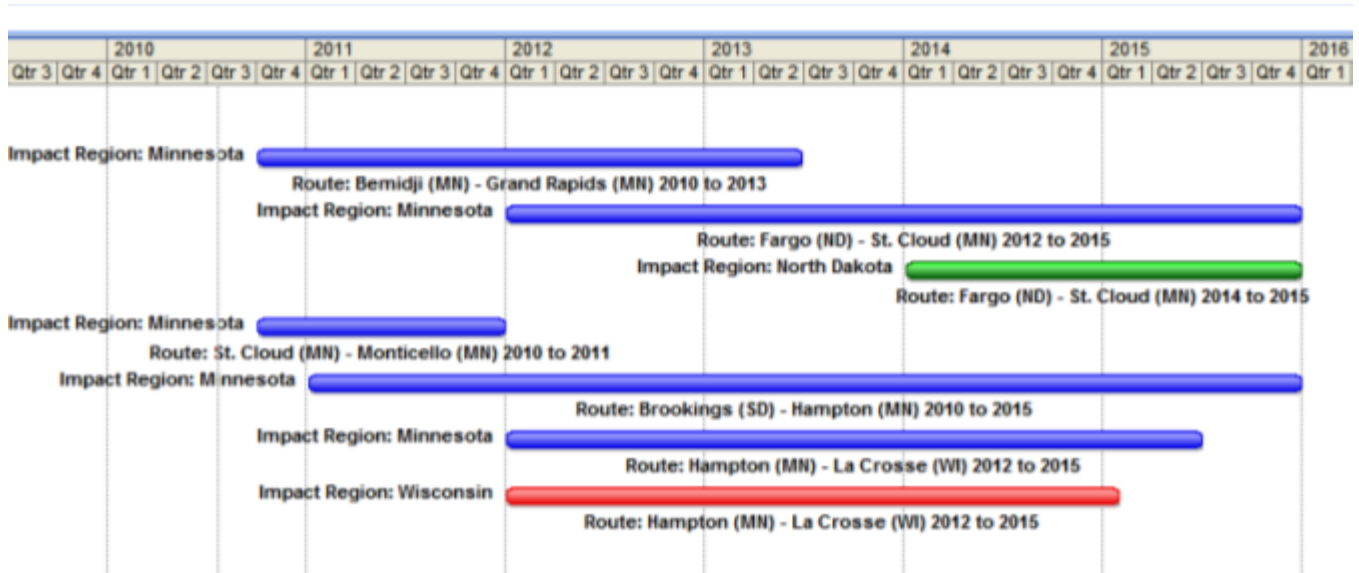 2010 2011 2012 2013 2014 2015 2016
Qtr 3 Qtr 4 Qtr 1 Qtr 2 Qtr 3 Qtr 4 Qtr 1 Qtr 2 Qtr 3 Qtr 4 Qtr 1 Qtr 2 Qtr 3 Qtr 4 Qtr 1 Qtr 2 Qtr 3 Qtr 4 Qtr 1 Qtr 2 Qtr 3 Qtr 4 Qtr 1 Qtr 2 Qtr 3 Qtr 4 Qtr 1
Impact Region: Minnesota
Route: Bemidji (MN) - Grand Rapids (MN) 2010 to 2013
Impact Region: Minnesota
Route: Fargo (ND) - St. Cloud (MN) 2012 to 2015
Impact Region: North Dakota
Route: Fargo (ND) - St. Cloud (MN) 2014 to 2015
Impact Region: Minnesota
Route: St. Cloud (MN) - Monticello (MN) 2010 to 2011
Impact Region: Minnesota
Route: Brookings (SD) - Hampton (MN) 2010 to 2015
Impact Region: Minnesota
Route: Hampton (MN) - La Crosse (WI) 2012 to 2015
Impact Region: Wisconsin
Route: Hampton (MN) - La Crosse (WI) 2012 to 2015